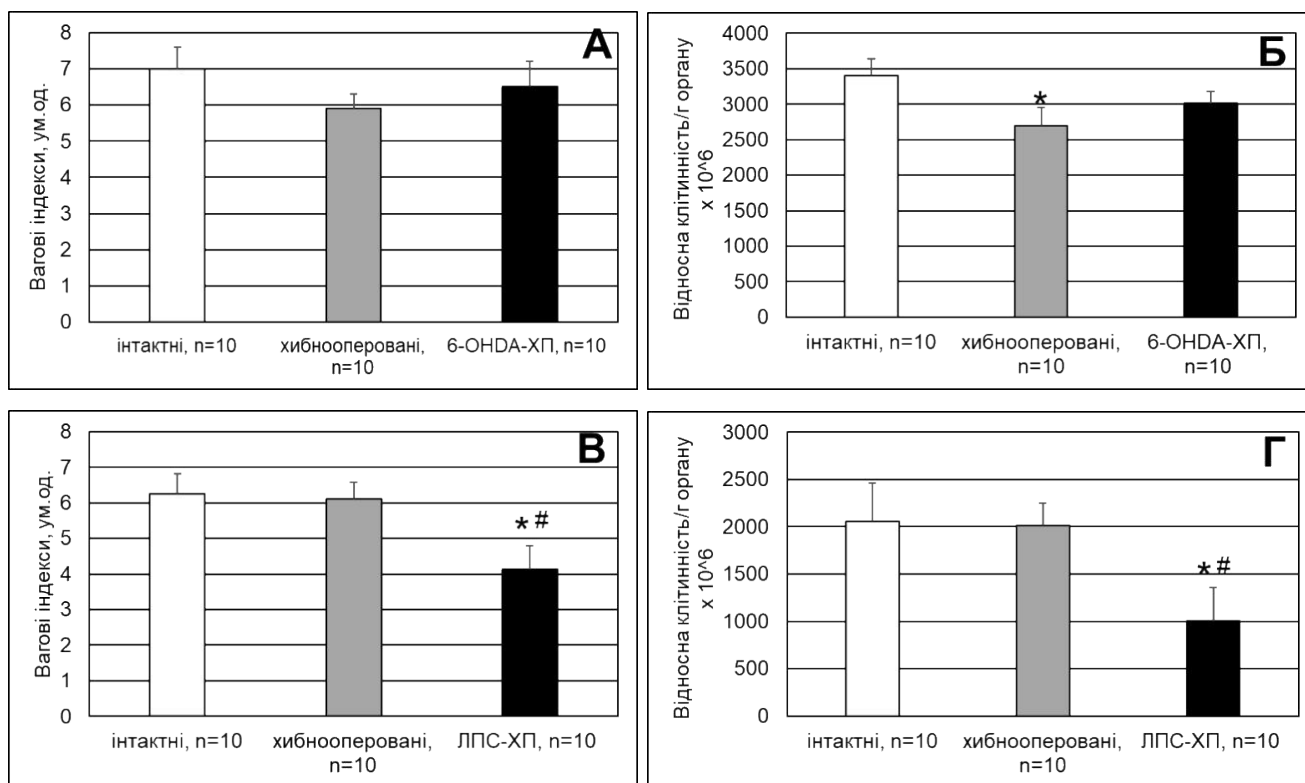 А
Вагові індекси, ум.од.
8
7
6
5
4
3
2
1
0
інтактні, n=10
хибнооперовані,
n=10
6-OHDA-ХП, n=10
Б
Відносна клітинність/г органу
х 10^6
4000
3500
3000
2500
2000
1500
1000
500
0
*
інтактні, n=10
хибнооперовані,
n=10
6-OHDA-ХП,
n=10
В
Вагові індекси, ум.од.
8
7
6
5
4
3
2
1
0
* #
інтактні, n=10
хибнооперовані,
n=10
ЛПС-ХП, n=10
Г
Відносна клітинність/г органу
х 10^6
3000
2500
2000
1500
1000
500
0
* #
інтактні, n=10
хибнооперовані,
n=10
ЛПС-ХП, n=10